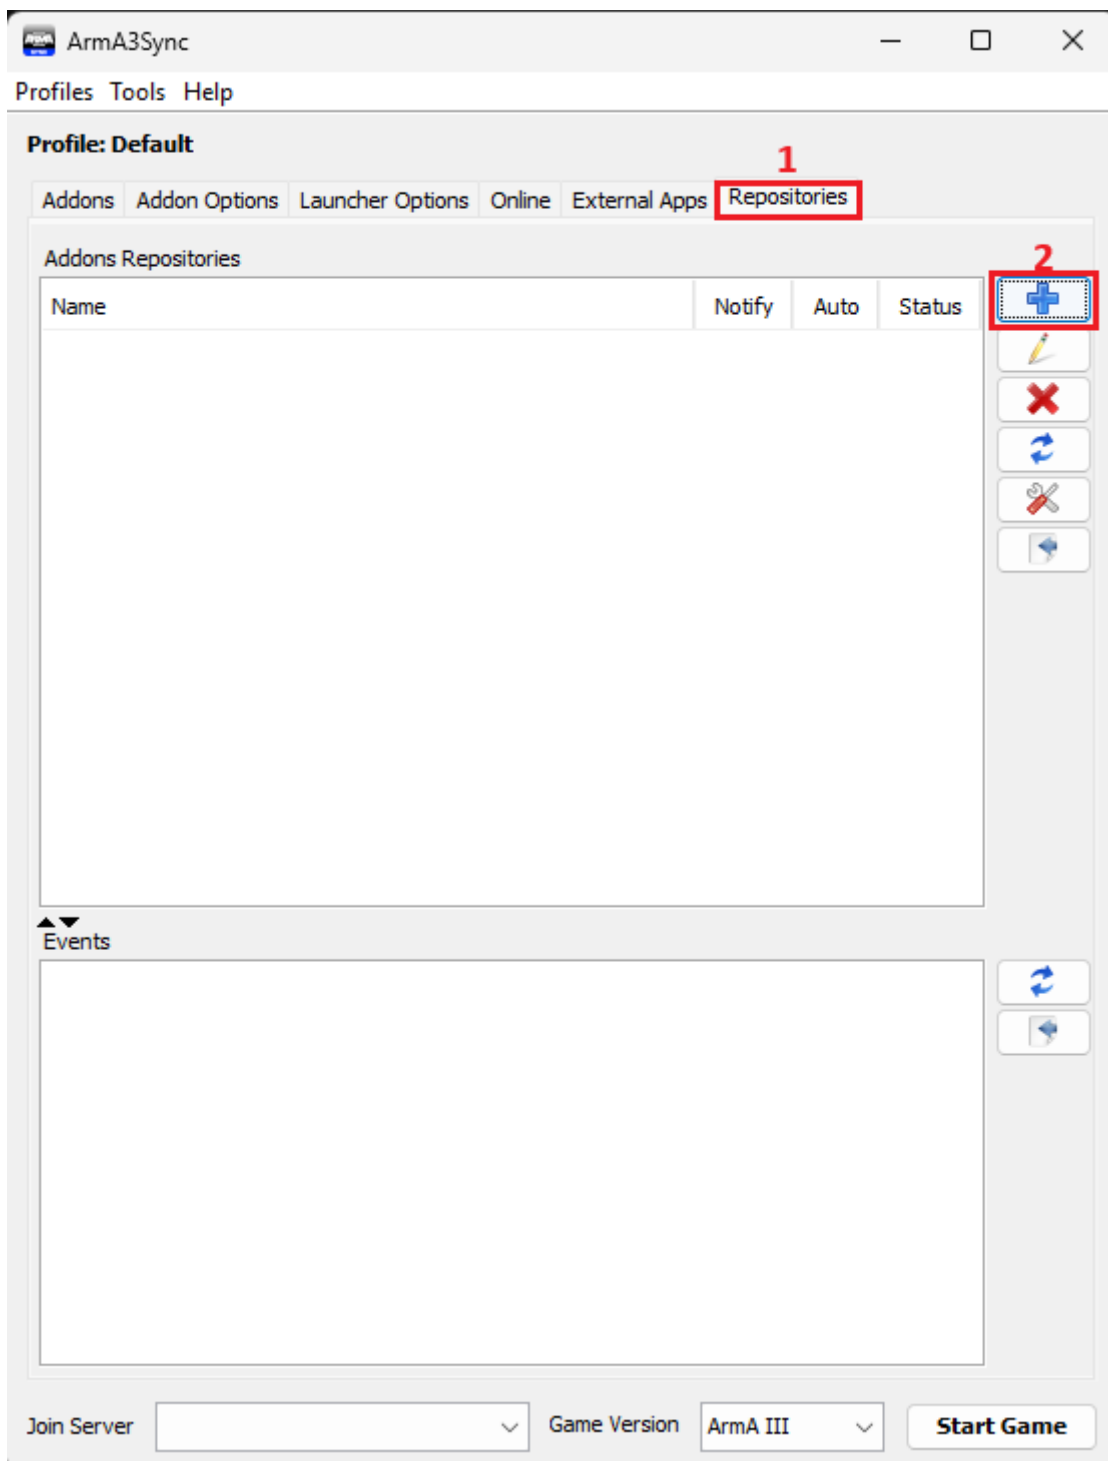 ArmA3Sync
Profiles Tools Help
Profile: Default
1
Addons Addon Options Launcher Options Online External Apps Repositories
Addons Repositories
2
Name Notify Auto Status
Events
Join Server Game Version ArmA III Start Game